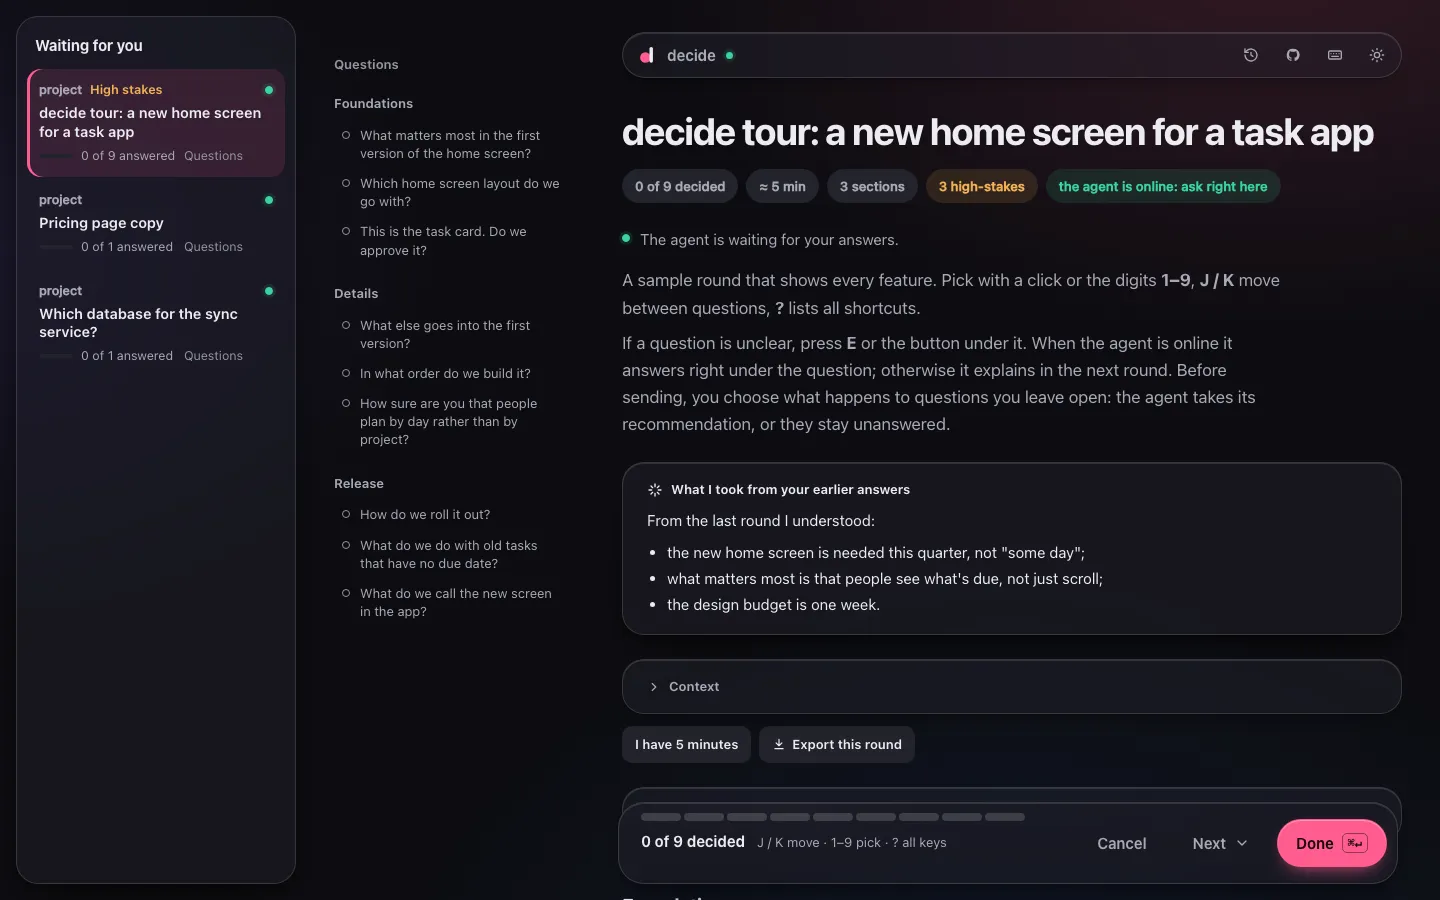 Waiting for you
project High stakes
decide tour: a new home screen
for a task app
0 of 9 answered Questions
project
Pricing page copy
0 of 1 answered Questions
project
Which database for the sync
service?
0 of 1 answered Questions
Questions
Foundations
What matters most in the first
version of the home screen?
Which home screen layout do we
go with?
This is the task card. Do we
approve it?
Details
What else goes into the first
version?
In what order do we build it?
How sure are you that people
plan by day rather than by
project?
Release
How do we roll it out?
What do we do with old tasks
that have no due date?
What do we call the new screen
in the app?
decide
decide tour: a new home screen for a task app
0 of 9 decided
≈ 5 min
3 sections
3 high-stakes
the agent is online: ask right here
The agent is waiting for your answers.
A sample round that shows every feature. Pick with a click or the digits 1–9, J / K move
between questions, ? lists all shortcuts.
If a question is unclear, press E or the button under it. When the agent is online it
answers right under the question; otherwise it explains in the next round. Before
sending, you choose what happens to questions you leave open: the agent takes its
recommendation, or they stay unanswered.
What I took from your earlier answers
From the last round I understood:
• the new home screen is needed this quarter, not "some day";
• what matters most is that people see what's due, not just scroll;
• the design budget is one week.
Context
I have 5 minutes
Export this round
0 of 9 decided J / K move · 1–9 pick · ? all keys
Cancel
Next
Done ⌘↵